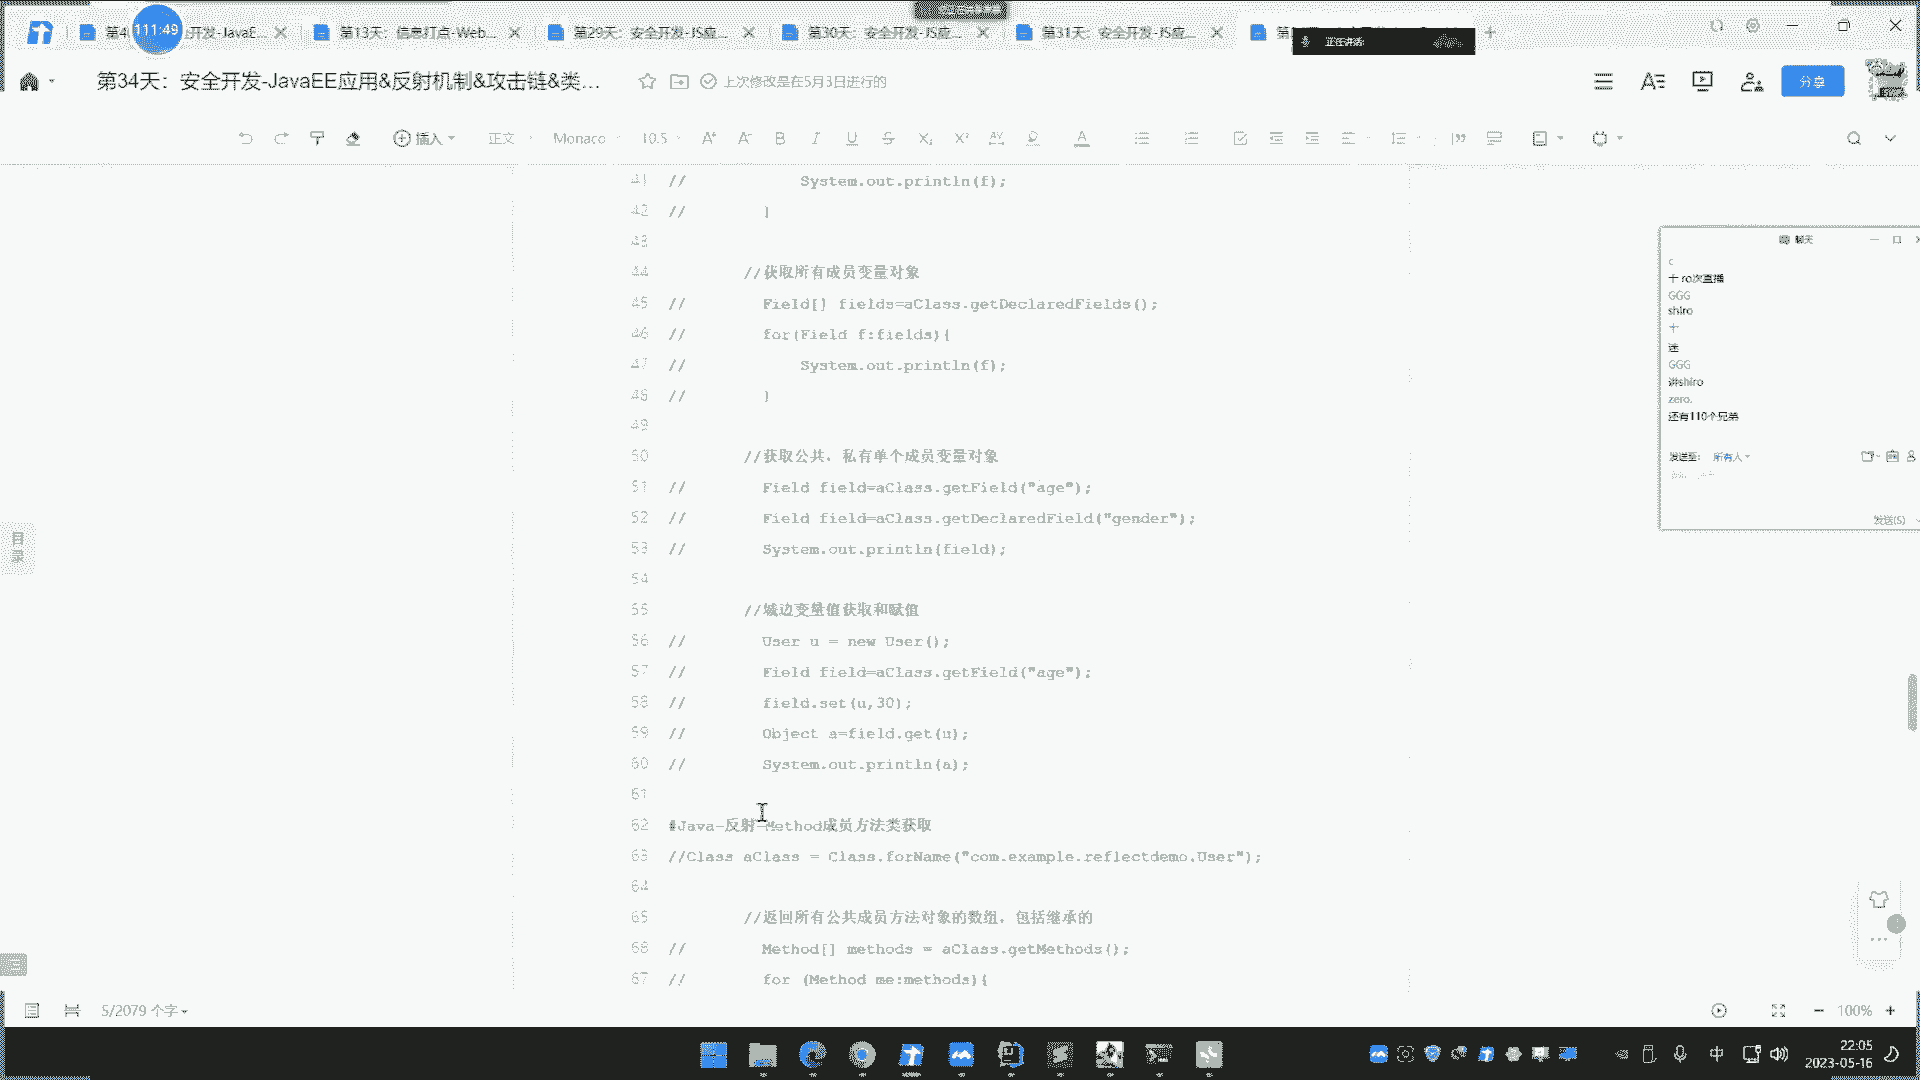 111:49
开发-JavaE...
第13天：信息打点-Web...
第29天：安全开发-JS应...
第30天：安全开发-JS应...
第31天：安全开发-JS应...
正在讲话:
第34天：安全开发-JavaEE应用&反射机制&攻击链&类...
上次修改是在5月3日进行的
分享
插入
正文
Monaco
10.5
41 // System.out.println(f);
42 // }
43
44 //获取所有成员变量对象
45 // Field[] fields=aClass.getDeclaredFields();
46 // for(Field f:fields){
47 // System.out.println(f);
48 // }
49
50 //获取公共，私有单个成员变量对象
51 // Field field=aClass.getField("age");
52 // Field field=aClass.getDeclaredField("gender");
53 // System.out.println(field);
54
55 //城边变量值获取和赋值
56 // User u = new User();
57 // Field field=aClass.getField("age");
58 // field.set(u,30);
59 // Object a=field.get(u);
60 // System.out.println(a);
61
62 #Java-反射-Method成员方法类获取
63 //Class aClass = Class.forName("com.example.reflectdemo.User");
64
65 //返回所有公共成员方法对象的数组，包括继承的
66 // Method[] methods = aClass.getMethods();
67 // for (Method me:methods){
目录
聊天
GGG
shiro
十
迷
GGG
讲shiro
zero.
还有110个兄弟
发送至： 所有人
发送(S)
5/2079 个字
100%
中
22:05
2023-05-16